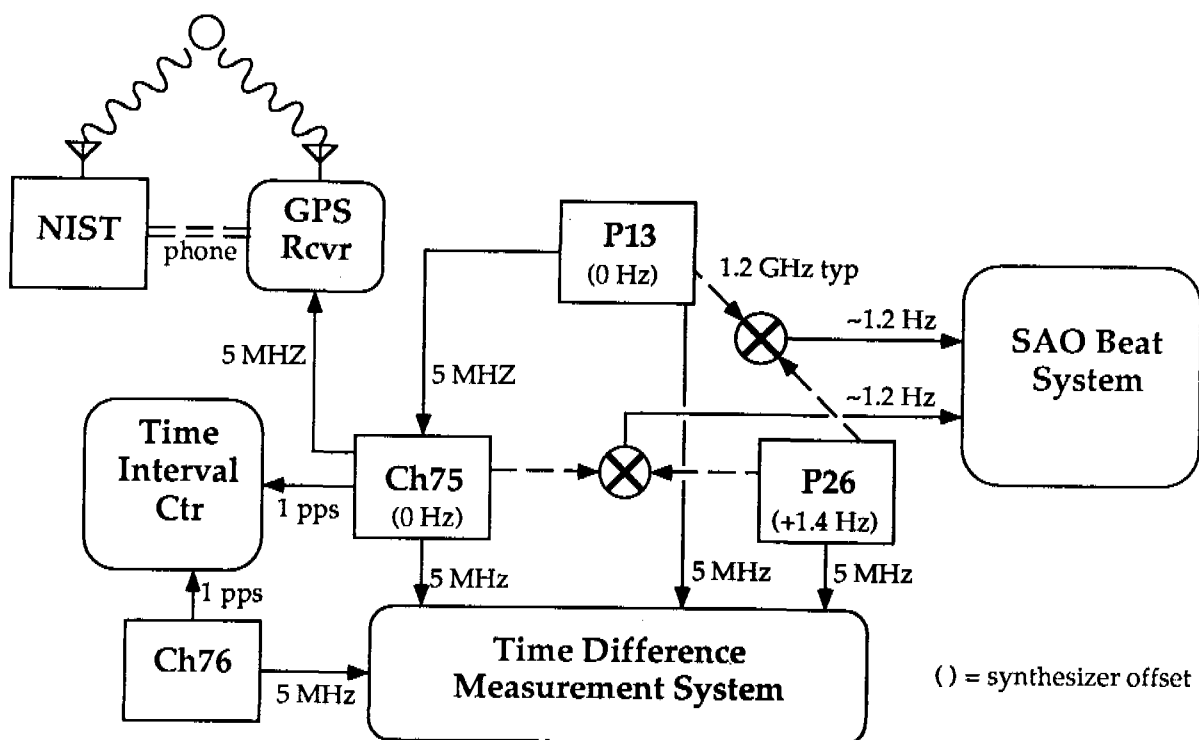 NIST
phone
GPS
Rcvr
P13
(0 Hz)
1.2 GHz typ
~1.2 Hz
SAO Beat
System
5 MHZ
5 MHZ
~1.2 Hz
Time
Interval
Ctr
1 pps
Ch75
(0 Hz)
P26
(+1.4 Hz)
5 MHz
5 MHz
5 MHz
1 pps
Ch76
5 MHz
Time Difference
Measurement System
( ) = synthesizer offset